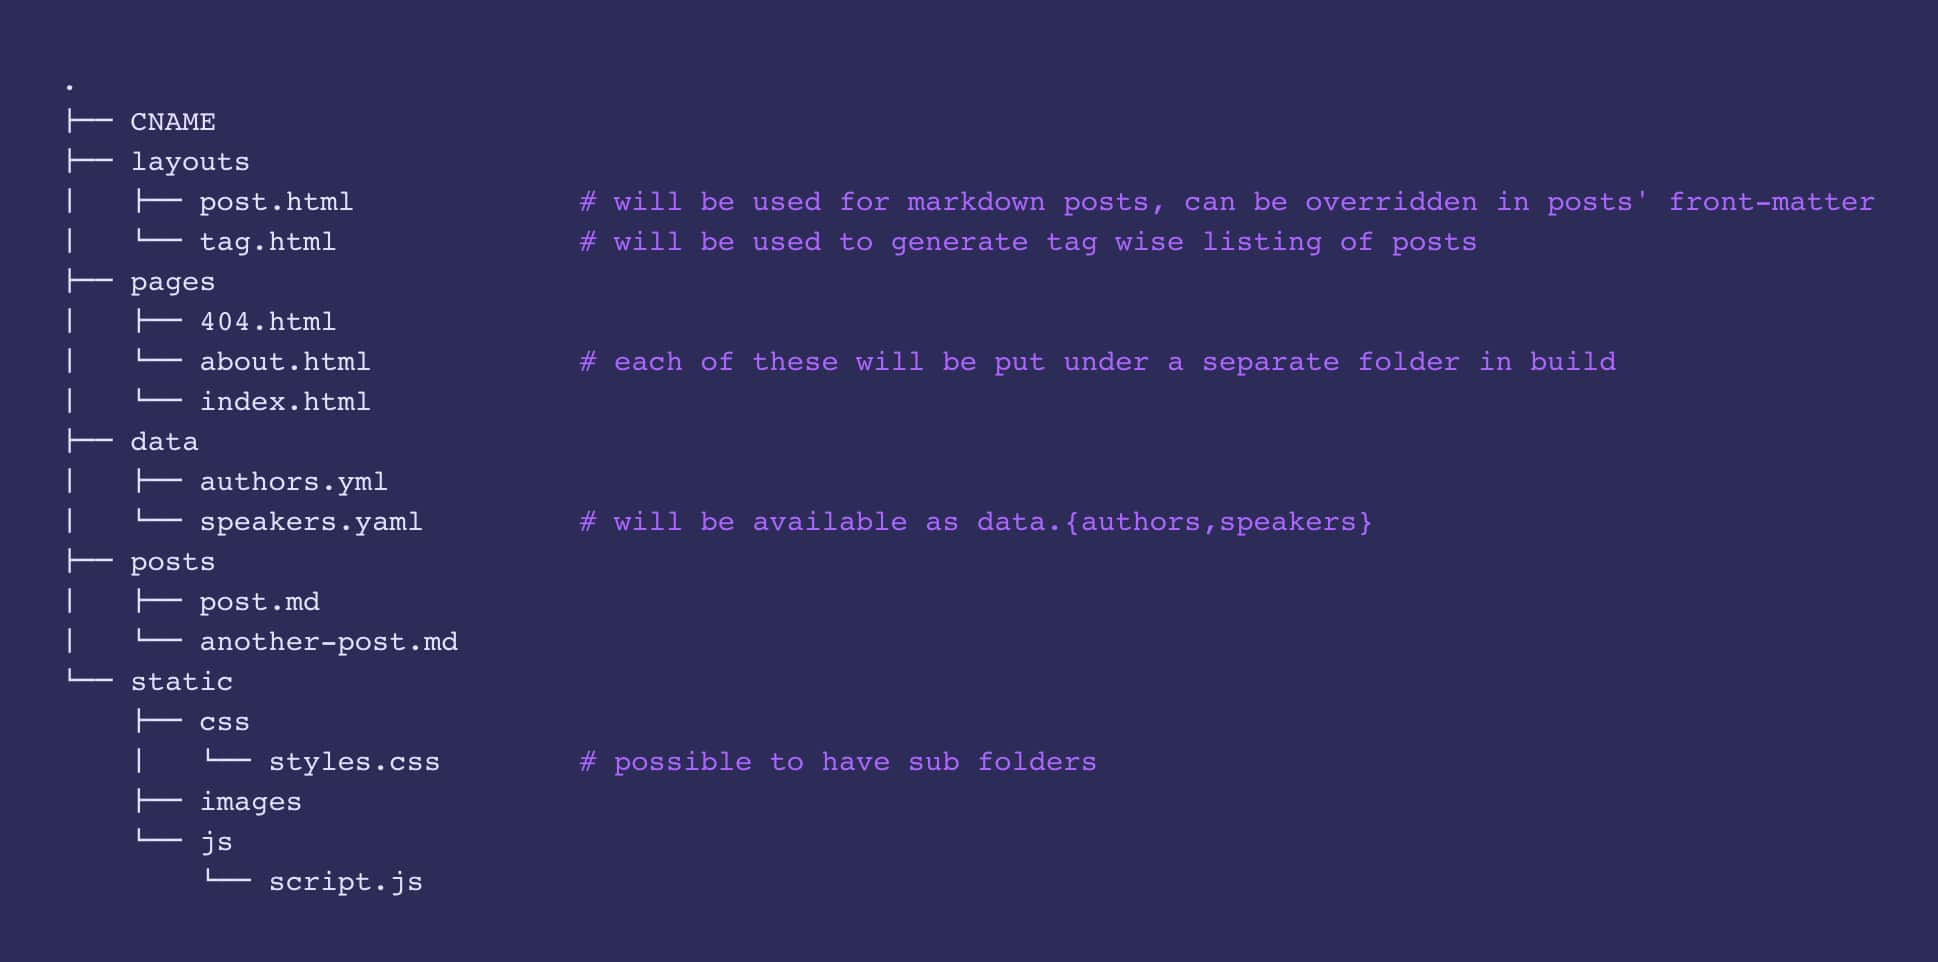 .
├── CNAME
├── layouts
│   ├── post.html             # will be used for markdown posts, can be overridden in posts' front-matter
│   └── tag.html              # will be used to generate tag wise listing of posts
├── pages
│   ├── 404.html
│   └── about.html            # each of these will be put under a separate folder in build
│   └── index.html
├── data
│   ├── authors.yml
│   └── speakers.yaml         # will be available as data.{authors,speakers}
├── posts
│   ├── post.md
│   └── another-post.md
└── static
    ├── css
    │   └── styles.css        # possible to have sub folders
    ├── images
    └── js
        └── script.js